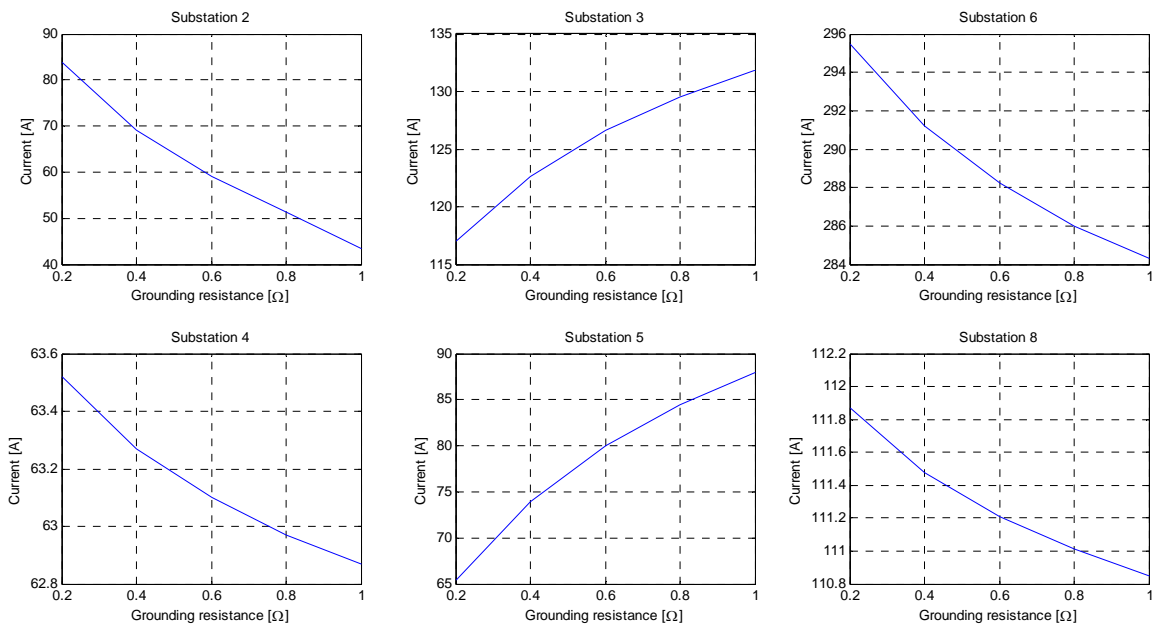 Substation 2
Current [A]
90
80
70
60
50
40
0.2 0.4 0.6 0.8 1
Grounding resistance [Ω]
Substation 3
Current [A]
135
130
125
120
115
0.2 0.4 0.6 0.8 1
Grounding resistance [Ω]
Substation 6
Current [A]
296
294
292
290
288
286
284
0.2 0.4 0.6 0.8 1
Grounding resistance [Ω]
Substation 4
Current [A]
63.6
63.4
63.2
63
62.8
0.2 0.4 0.6 0.8 1
Grounding resistance [Ω]
Substation 5
Current [A]
90
85
80
75
70
65
0.2 0.4 0.6 0.8 1
Grounding resistance [Ω]
Substation 8
Current [A]
112.2
112
111.8
111.6
111.4
111.2
111
110.8
0.2 0.4 0.6 0.8 1
Grounding resistance [Ω]